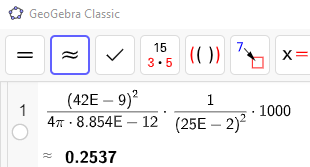 GeoGebra Classic
= ≈ ✓ 15 3 • 5 (( )) 7 x =
1 (42E − 9)² / 4π · 8.854E − 12 · 1 / (25E − 2)² · 1000
≈ 0.2537